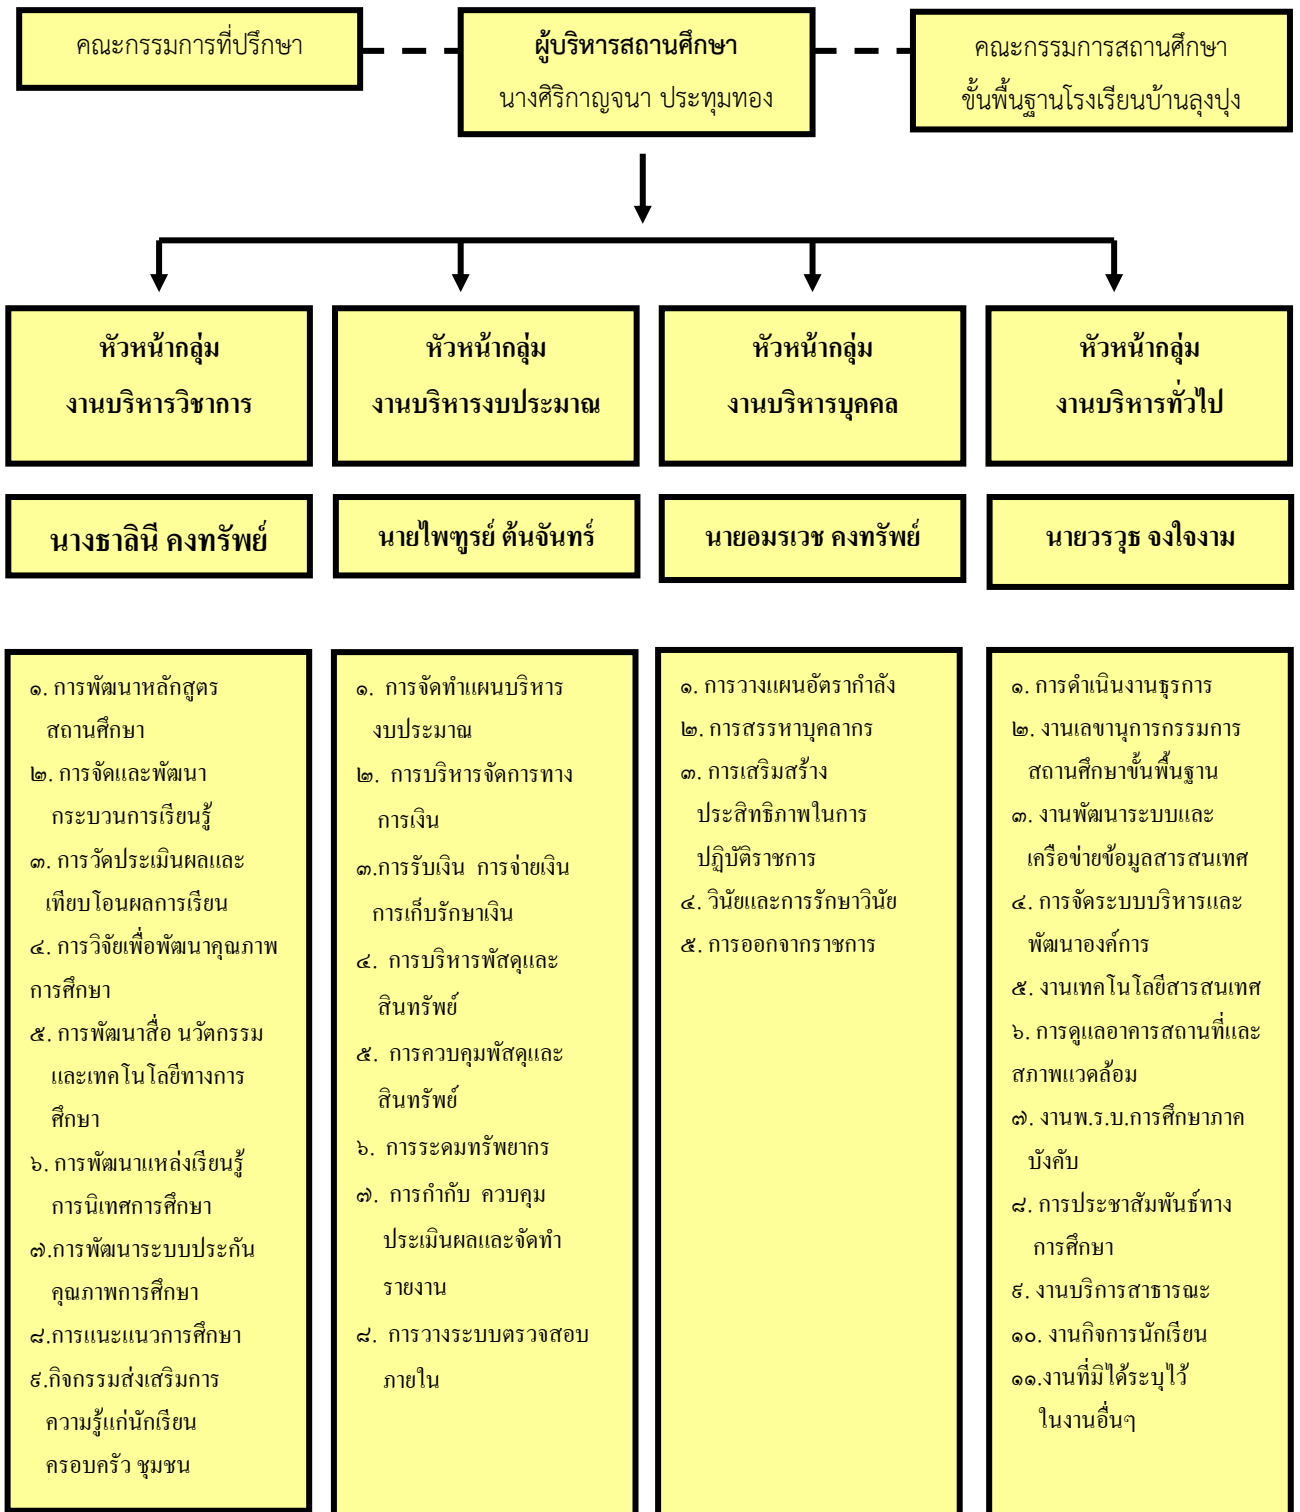 คณะกรรมการที่ปรึกษา
ผู้บริหารสถานศึกษา
นางศิริกาญจนา ประทุมทอง
คณะกรรมการสถานศึกษา
ขั้นพื้นฐานโรงเรียนบ้านลุงปุง
หัวหน้ากลุ่ม
งานบริหารวิชาการ
หัวหน้ากลุ่ม
งานบริหารงบประมาณ
หัวหน้ากลุ่ม
งานบริหารบุคคล
หัวหน้ากลุ่ม
งานบริหารทั่วไป
นางธาลินี คงทรัพย์
นายไพฑูรย์ ต้นจันทร์
นายอมรเวช คงทรัพย์
นายวรวุธ จงใจงาม
๑. การพัฒนาหลักสูตร
สถานศึกษา
๒. การจัดและพัฒนา
กระบวนการเรียนรู้
๓. การวัดประเมินผลและ
เทียบโอนผลการเรียน
๔. การวิจัยเพื่อพัฒนาคุณภาพ
การศึกษา
๕. การพัฒนาสื่อ นวัตกรรม
และเทคโนโลยีทางการ
ศึกษา
๖. การพัฒนาแหล่งเรียนรู้
การนิเทศการศึกษา
๗.การพัฒนาระบบประกัน
คุณภาพการศึกษา
๘.การแนะแนวการศึกษา
๙.กิจกรรมส่งเสริมการ
ความรู้แก่นักเรียน
ครอบครัว ชุมชน
๑. การจัดทำแผนบริหาร
งบประมาณ
๒. การบริหารจัดการทาง
การเงิน
๓.การรับเงิน การจ่ายเงิน
การเก็บรักษาเงิน
๔. การบริหารพัสดุและ
สินทรัพย์
๕. การควบคุมพัสดุและ
สินทรัพย์
๖. การระดมทรัพยากร
๗. การกำกับ ควบคุม
ประเมินผลและจัดทำ
รายงาน
๘. การวางระบบตรวจสอบ
ภายใน
๑. การวางแผนอัตรากำลัง
๒. การสรรหาบุคลากร
๓. การเสริมสร้าง
ประสิทธิภาพในการ
ปฏิบัติราชการ
๔. วินัยและการรักษาวินัย
๕. การออกจากราชการ
๑. การดำเนินงานธุรการ
๒. งานเลขานุการกรรมการ
สถานศึกษาขั้นพื้นฐาน
๓. งานพัฒนาระบบและ
เครือข่ายข้อมูลสารสนเทศ
๔. การจัดระบบบริหารและ
พัฒนาองค์การ
๕. งานเทคโนโลยีสารสนเทศ
๖. การดูแลอาคารสถานที่และ
สภาพแวดล้อม
๗. งานพ.ร.บ.การศึกษาภาค
บังคับ
๘. การประชาสัมพันธ์ทาง
การศึกษา
๙. งานบริการสาธารณะ
๑๐. งานกิจการนักเรียน
๑๑.งานที่มิได้ระบุไว้
ในงานอื่นๆ